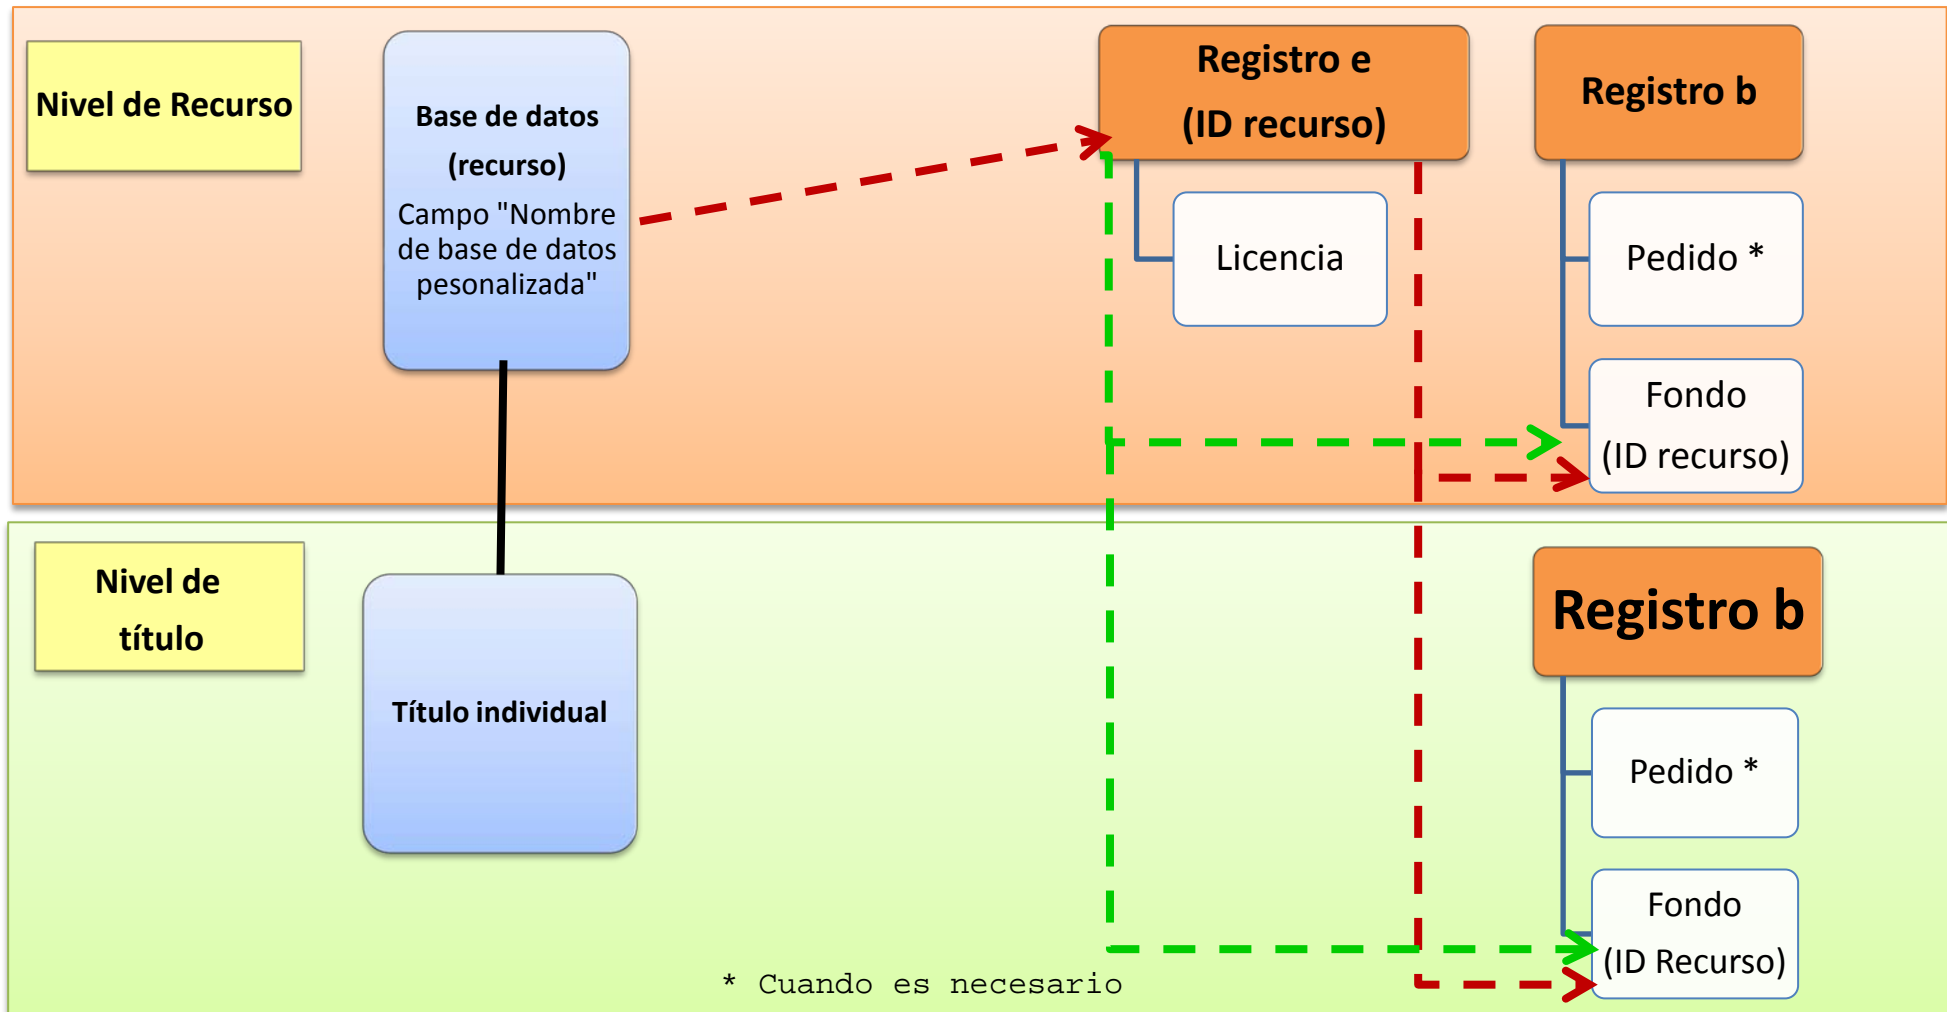 Nivel de Recurso
Base de datos
(recurso)
Campo "Nombre
de base de datos
pesonalizada"
Registro e
(ID recurso)
Licencia
Registro b
Pedido *
Fondo
(ID recurso)
Nivel de
título
Título individual
Registro b
Pedido *
Fondo
(ID Recurso)
* Cuando es necesario